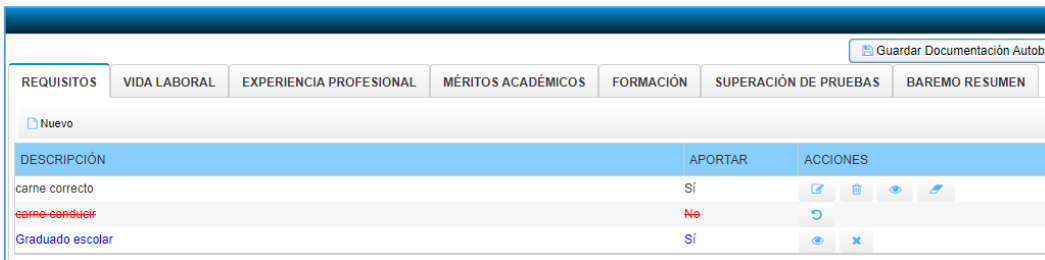 Guardar Documentación Autob
REQUISITOS VIDA LABORAL EXPERIENCIA PROFESIONAL MÉRITOS ACADÉMICOS FORMACIÓN SUPERACIÓN DE PRUEBAS BAREMO RESUMEN
Nuevo
DESCRIPCIÓN APORTAR ACCIONES
carne correcto Sí
carne conducir No
Graduado escolar Sí